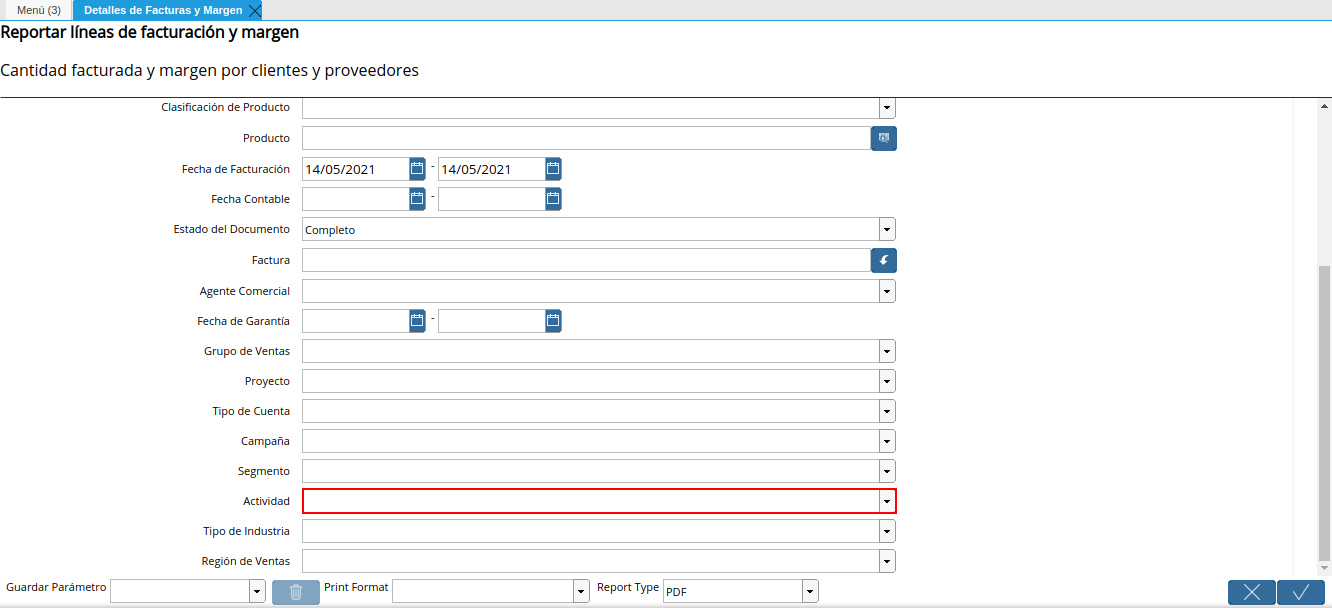 Menú (3) Detalles de Facturas y Margen
Reportar líneas de facturación y margen
Cantidad facturada y margen por clientes y proveedores
Clasificación de Producto
Producto
Fecha de Facturación 14/05/2021 - 14/05/2021
Fecha Contable -
Estado del Documento Completo
Factura
Agente Comercial
Fecha de Garantía -
Grupo de Ventas
Proyecto
Tipo de Cuenta
Campaña
Segmento
Actividad
Tipo de Industria
Región de Ventas
Guardar Parámetro Print Format Report Type PDF